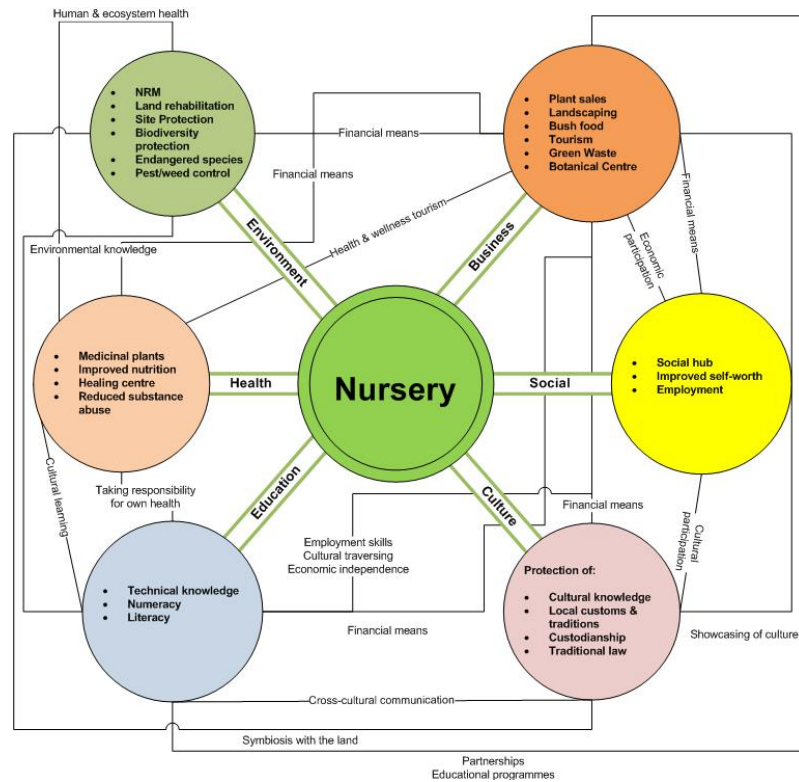 Human & ecosystem health
NRM
Land rehabilitation
Site Protection
Biodiversity
protection
Endangered species
Pest/weed control
Plant sales
Landscaping
Bush food
Tourism
Green Waste
Botanical Centre
Financial means
Financial means
Financial means
Health & wellness tourism
Economic
participation
Environmental knowledge
Environment
Business
Medicinal plants
Improved nutrition
Healing centre
Reduced substance
abuse
Health
Nursery
Social
Social hub
Improved self-worth
Employment
Cultural learning
Taking responsibility
for own health
Education
Culture
Financial means
Cultural
participation
Employment skills
Cultural traversing
Economic independence
Technical knowledge
Numeracy
Literacy
Protection of:
Cultural knowledge
Local customs &
traditions
Custodianship
Traditional law
Financial means
Showcasing of culture
Cross-cultural communication
Symbiosis with the land
Partnerships
Educational programmes